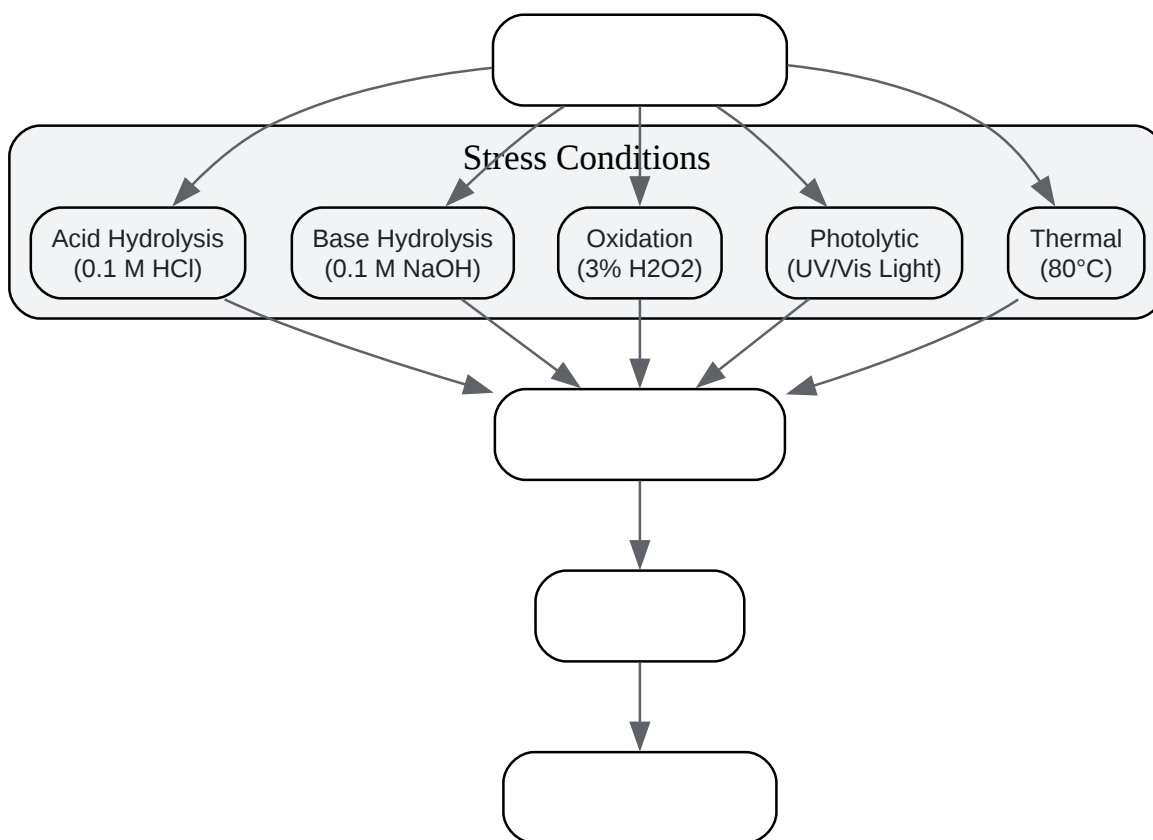 Stress Conditions
Acid Hydrolysis
(0.1 M HCl)
Base Hydrolysis
(0.1 M NaOH)
Oxidation
(3% H2O2)
Photolytic
(UV/Vis Light)
Thermal
(80°C)